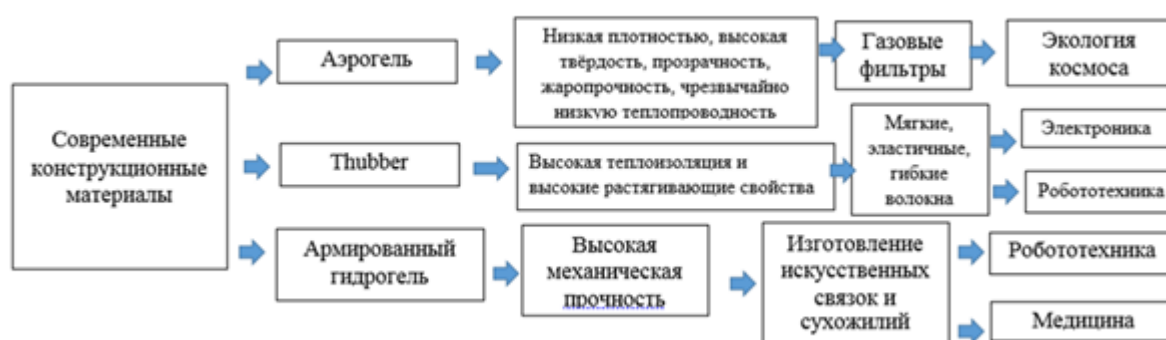 Современные
конструкционные
материалы
Аэрогель
Низкая плотностью, высокая
твёрдость, прозрачность,
жаропрочность, чрезвычайно
низкую теплопроводность
Газовые
фильтры
Экология
космоса
Thubber
Высокая теплоизоляция и
высокие растягивающие свойства
Мягкие,
эластичные,
гибкие
волокна
Электроника
Робототехника
Армированный
гидрогель
Высокая
механическая
прочность
Изготовление
искусственных
связок и
сухожилий
Робототехника
Медицина